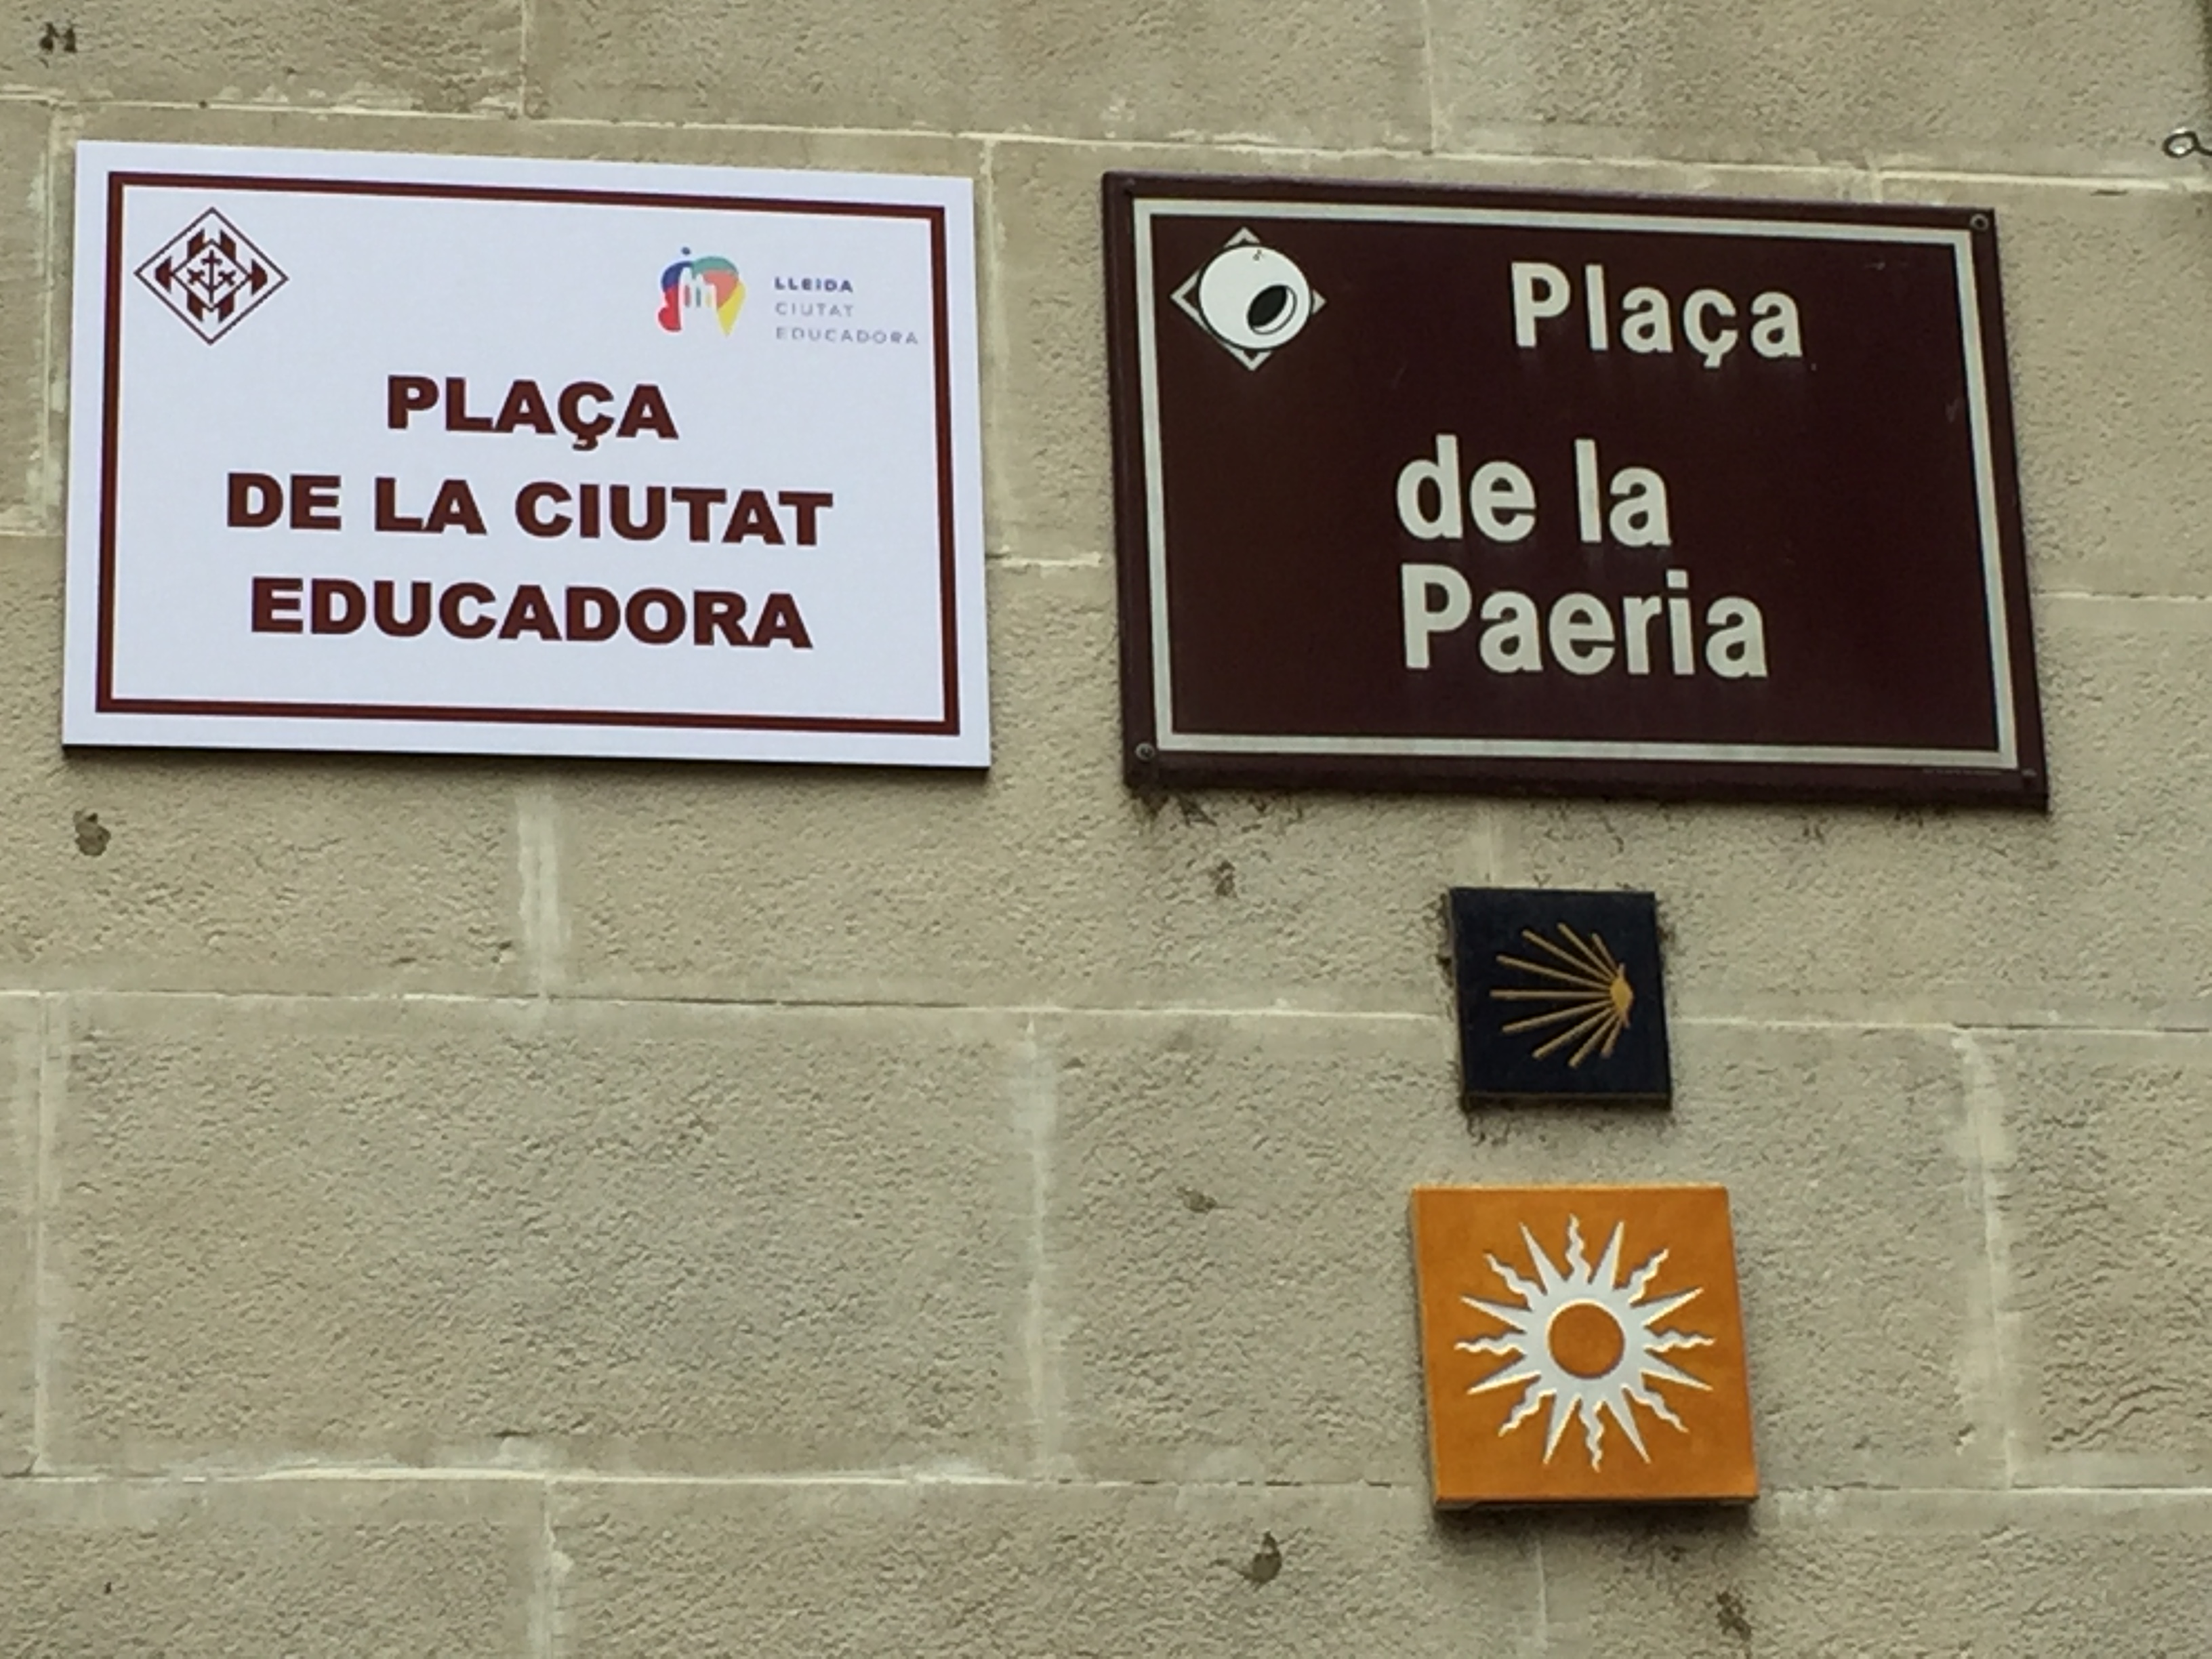 LLEIDA
CIUTAT
EDUCADORA
PLAÇA
DE LA CIUTAT
EDUCADORA
Plaça
de la
Paeria